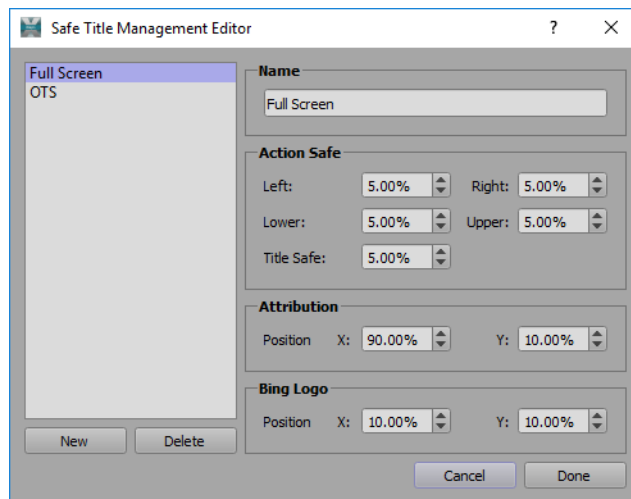 Safe Title Management Editor ?
Full Screen
OTS
New Delete
Name
Full Screen
Action Safe
Left: 5.00% Right: 5.00%
Lower: 5.00% Upper: 5.00%
Title Safe: 5.00%
Attribution
Position X: 90.00% Y: 10.00%
Bing Logo
Position X: 10.00% Y: 10.00%
Cancel Done